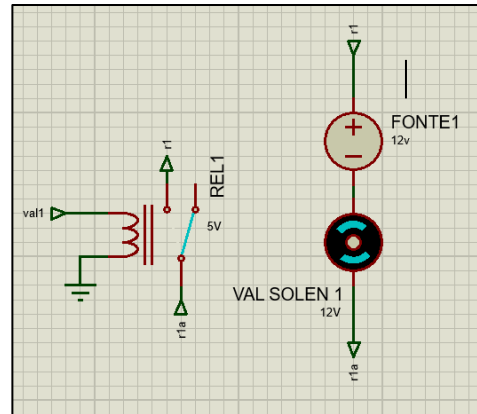 r1
FONTE1
12v
r1
REL1
val1
5V
VAL SOLEN 1
12V
r1a
r1a